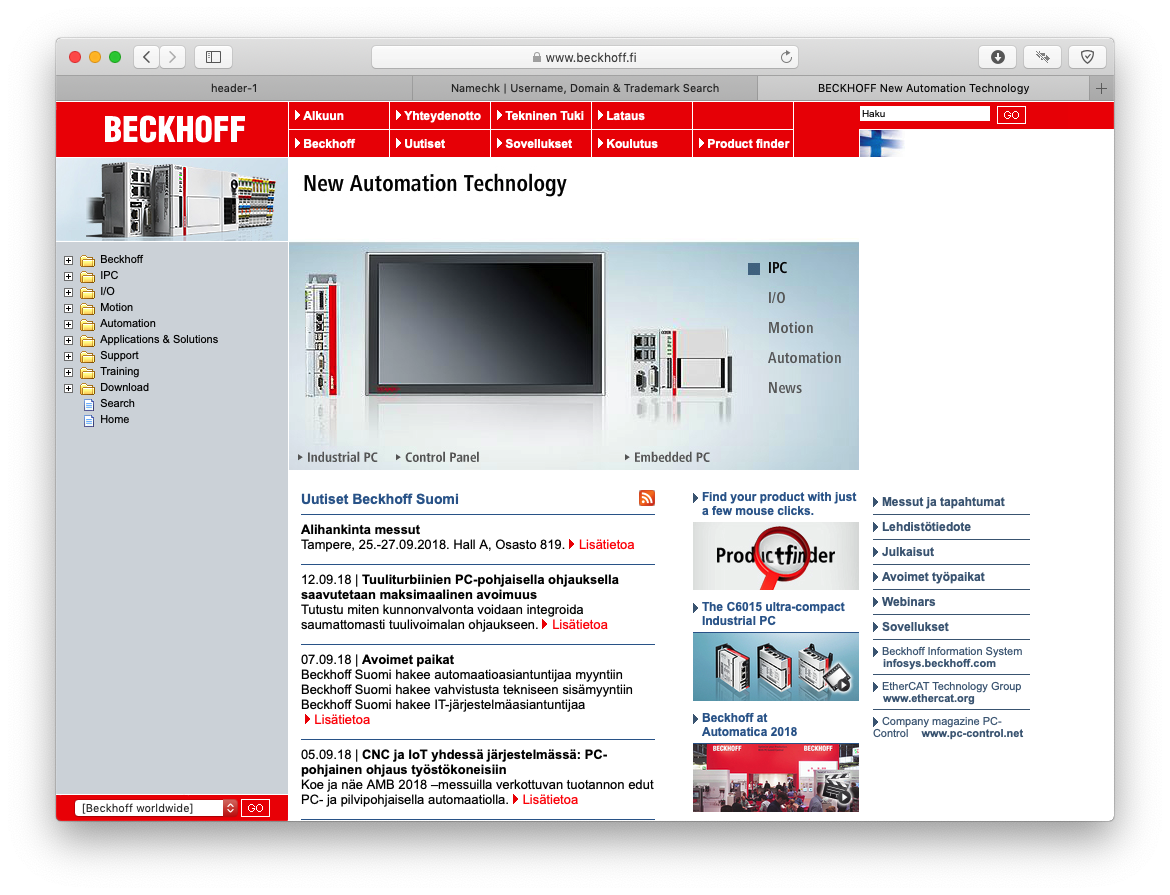 www.beckhoff.fi
header-1
Namechk | Username, Domain & Trademark Search
BECKHOFF New Automation Technology
BECKHOFF
Alkuun
Yhteydenotto
Tekninen Tuki
Lataus
Haku
GO
Beckhoff
Uutiset
Sovellukset
Koulutus
Product finder
New Automation Technology
Beckhoff
IPC
I/O
Motion
Automation
Applications & Solutions
Support
Training
Download
Search
Home
IPC
I/O
Motion
Automation
News
Industrial PC
Control Panel
Embedded PC
Uutiset Beckhoff Suomi
Alihankinta messut
Tampere, 25.-27.09.2018. Hall A, Osasto 819. Lisätietoa
12.09.18 | Tuuliturbiinien PC-pohjaisella ohjauksella
saavutetaan maksimaalinen avoimuus
Tutustu miten kunnonvalvonta voidaan integroida
saumattomasti tuulivoimalan ohjaukseen. Lisätietoa
07.09.18 | Avoimet paikat
Beckhoff Suomi hakee automaatioasiantuntijaa myyntiin
Beckhoff Suomi hakee vahvistusta tekniseen sisämyyntiin
Beckhoff Suomi hakee IT-järjestelmäasiantuntijaa
Lisätietoa
05.09.18 | CNC ja IoT yhdessä järjestelmässä: PC-
pohjainen ohjaus työstökoneisiin
Koe ja näe AMB 2018 –messuilla verkottuvan tuotannon edut
PC- ja pilvipohjaisella automaatiolla. Lisätietoa
Find your product with just
a few mouse clicks.
Productfinder
The C6015 ultra-compact
Industrial PC
Beckhoff at
Automatica 2018
BECKHOFF
BECKHOFF
Messut ja tapahtumat
Lehdistötiedote
Julkaisut
Avoimet työpaikat
Webinars
Sovellukset
Beckhoff Information System
infosys.beckhoff.com
EtherCAT Technology Group
www.ethercat.org
Company magazine PC-
Control www.pc-control.net
[Beckhoff worldwide]
GO